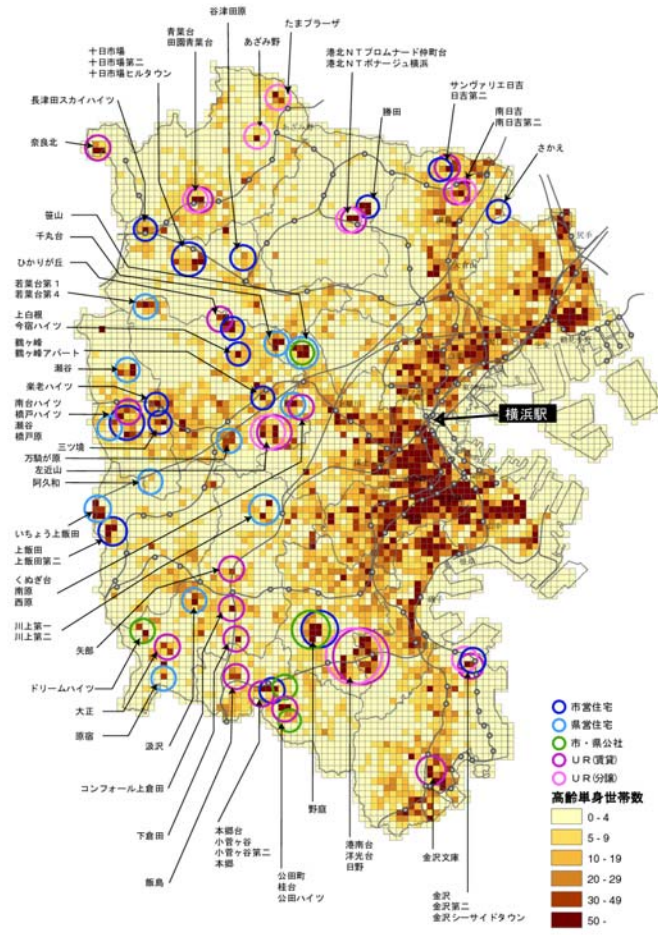 谷津田原
青葉台
田園青葉台
たまプラーザ
十日市場
十日市場第二
十日市場ヒルタウン
あざみ野
港北NTプロムナード仲町台
港北NTボナージュ横浜
サンヴァリエ日吉
日吉第二
長津田スカイハイツ
勝田
南日吉
南日吉第二
奈良北
さかえ
笹山
千丸台
ひかりが丘
若葉台第1
若葉台第4
上白根
今宿ハイツ
鶴ヶ峰
鶴ヶ峰アパート
瀬谷
楽老ハイツ
横浜駅
南台ハイツ
橋戸ハイツ
瀬谷
橋戸原
三ツ境
万騎が原
左近山
阿久和
いちょう上飯田
上飯田
上飯田第二
くぬぎ台
南原
西原
川上第一
川上第二
矢部
ドリームハイツ
大正
原宿
汲沢
コンフォール上倉田
下倉田
飯島
本郷台
小菅ヶ谷
小菅ヶ谷第二
本郷
公田町
桂台
公田ハイツ
野庭
港南台
洋光台
日野
金沢文庫
金沢
金沢第二
金沢シーサイドタウン
市営住宅
県営住宅
市・県公社
UR(賃貸)
UR(分譲)
高齢単身世帯数
0 - 4
5 - 9
10 - 19
20 - 29
30 - 49
50 -